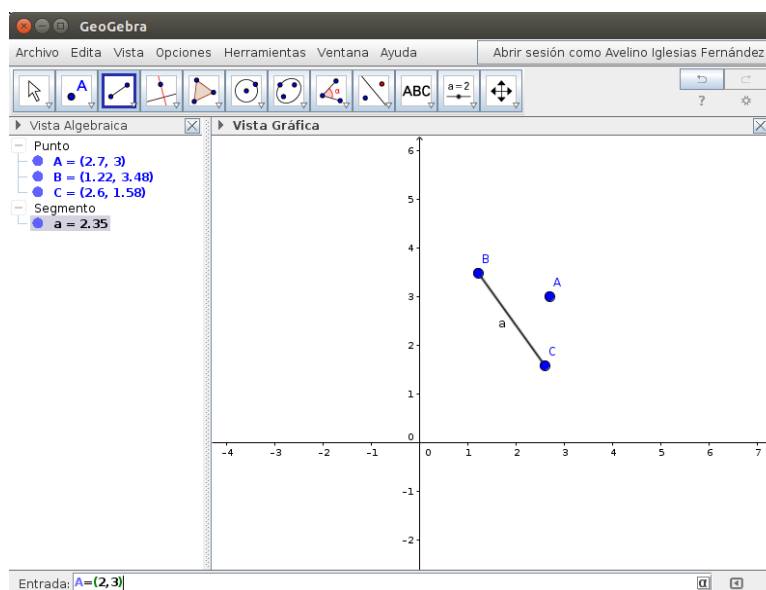 GeoGebra
Archivo Edita Vista Opciones Herramientas Ventana Ayuda Abrir sesión como Avelino Iglesias Fernández
A α ABC a=2 ?
Vista Algebraica Vista Gráfica
Punto
A = (2.7, 3)
B = (1.22, 3.48)
C = (2.6, 1.58)
Segmento
a = 2.35
6
5
4
B
A
3
a
C
2
1
0
-4 -3 -2 -1 0 1 2 3 4 5 6 7
-1
-2
Entrada: A=(2,3) α